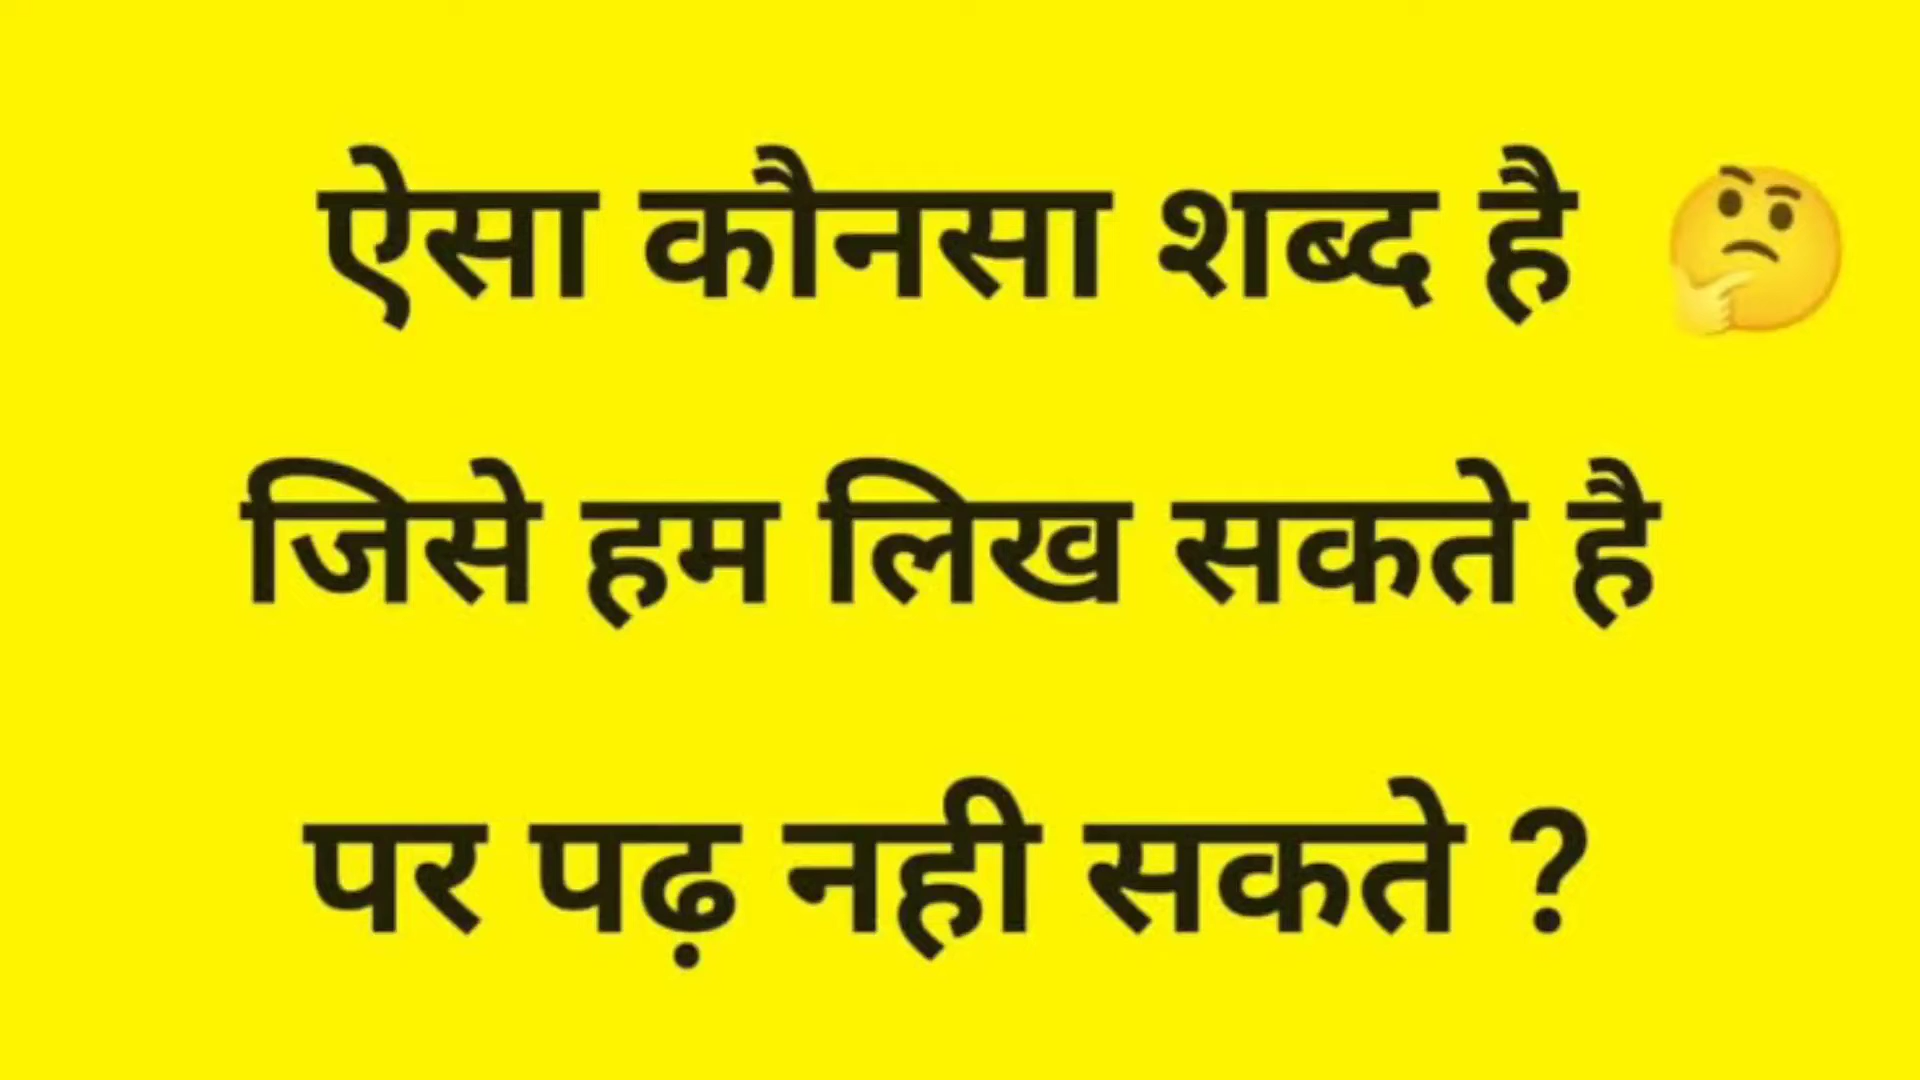 ऐसा कौनसा शब्द है 🤔
जिसे हम लिख सकते है
पर पढ़ नही सकते ?